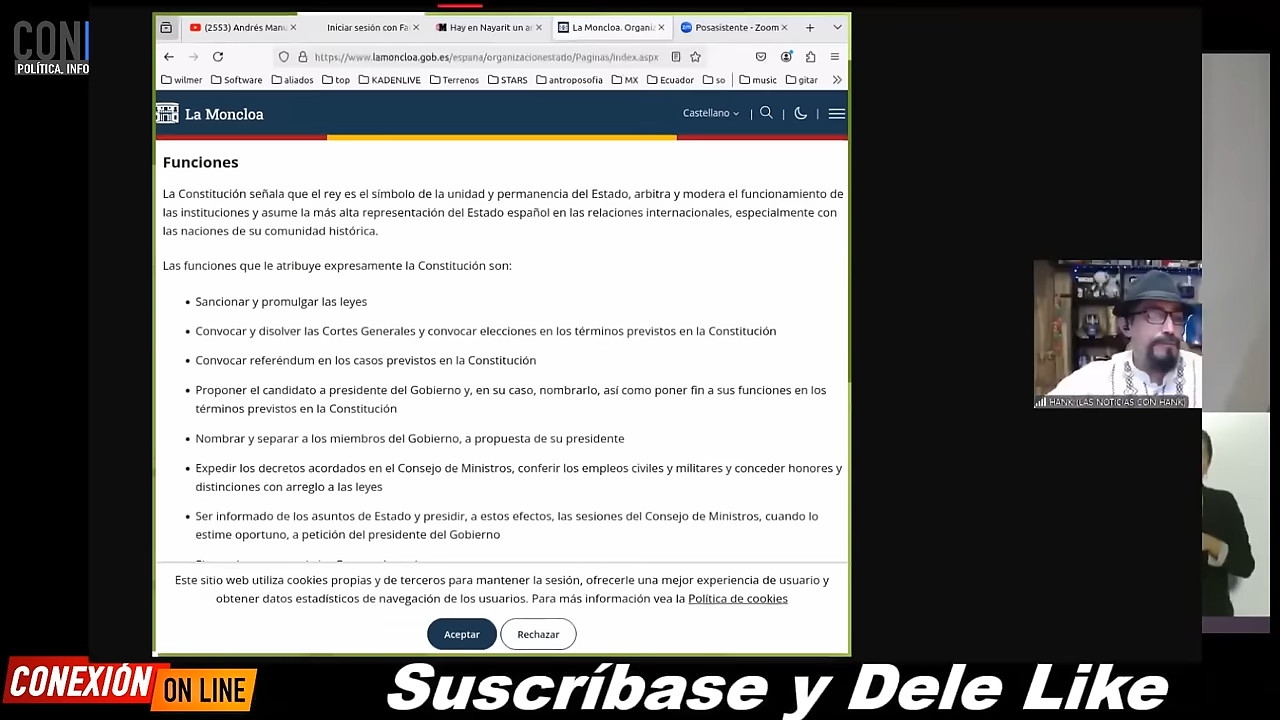 CON
POLÍTICA, INFO
(2553) Andrés Man
Iniciar sesión con Fa
Hay en Nayarit un a
La Moncloa. Organi
Posasistente - Zoom
https://www.lamoncloa.gob.es/espana/organizacionestado/Paginas/index.aspx
wilmer
Software
aliados
top
KADENLIVE
Terrenos
STARS
antroposofia
MX
Ecuador
so
music
gitar
La Moncloa
Castellano
Funciones
La Constitución señala que el rey es el símbolo de la unidad y permanencia del Estado, arbitra y modera el funcionamiento de
las instituciones y asume la más alta representación del Estado español en las relaciones internacionales, especialmente con
las naciones de su comunidad histórica.
Las funciones que le atribuye expresamente la Constitución son:
• Sancionar y promulgar las leyes
• Convocar y disolver las Cortes Generales y convocar elecciones en los términos previstos en la Constitución
• Convocar referéndum en los casos previstos en la Constitución
• Proponer el candidato a presidente del Gobierno y, en su caso, nombrarlo, así como poner fin a sus funciones en los
términos previstos en la Constitución
• Nombrar y separar a los miembros del Gobierno, a propuesta de su presidente
• Expedir los decretos acordados en el Consejo de Ministros, conferir los empleos civiles y militares y conceder honores y
distinciones con arreglo a las leyes
• Ser informado de los asuntos de Estado y presidir, a estos efectos, las sesiones del Consejo de Ministros, cuando lo
estime oportuno, a petición del presidente del Gobierno
Este sitio web utiliza cookies propias y de terceros para mantener la sesión, ofrecerle una mejor experiencia de usuario y
obtener datos estadísticos de navegación de los usuarios. Para más información vea la Política de cookies
Aceptar
Rechazar
HANK (LAS NOTICIAS CON HANK)
CONEXIÓN
ON LINE
Suscríbase y Dele Like